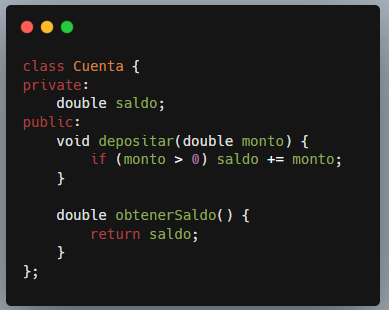 class Cuenta {
private:
    double saldo;
public:
    void depositar(double monto) {
        if (monto > 0) saldo += monto;
    }

    double obtenerSaldo() {
        return saldo;
    }
};